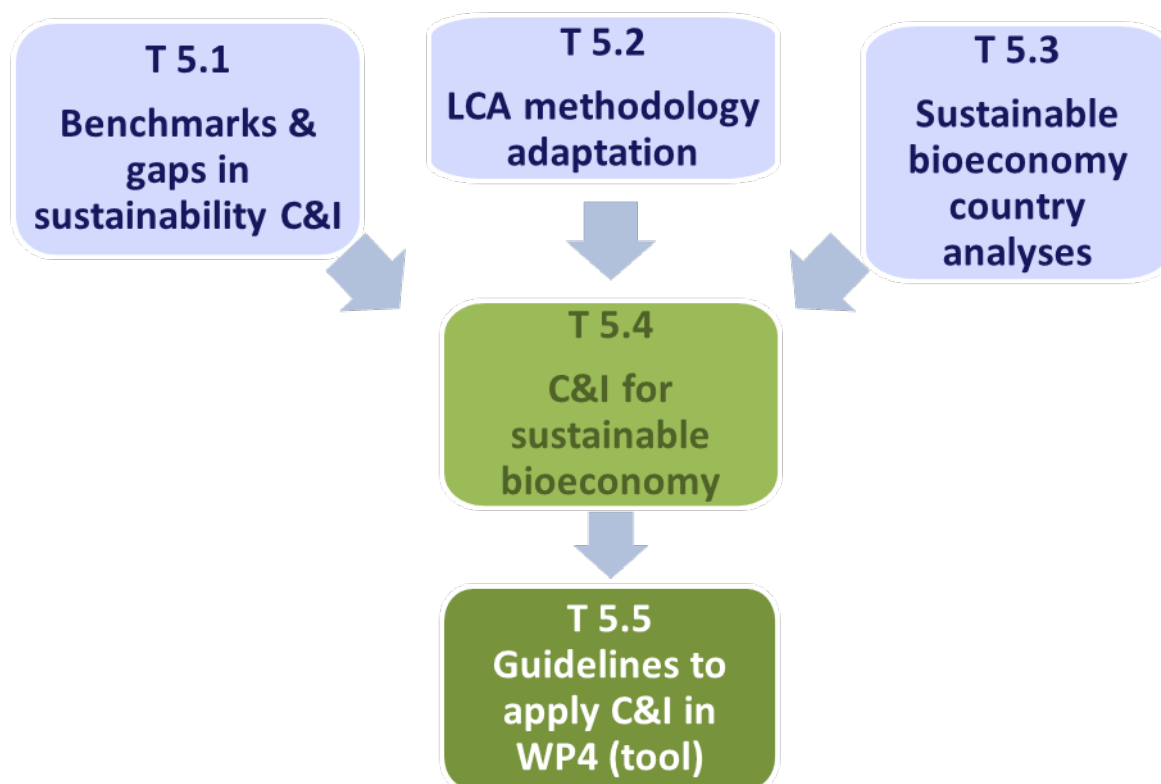 T 5.1
Benchmarks &
gaps in
sustainability C&I
T 5.2
LCA methodology
adaptation
T 5.3
Sustainable
bioeconomy
country
analyses
T 5.4
C&I for
sustainable
bioeconomy
T 5.5
Guidelines to
apply C&I in
WP4 (tool)